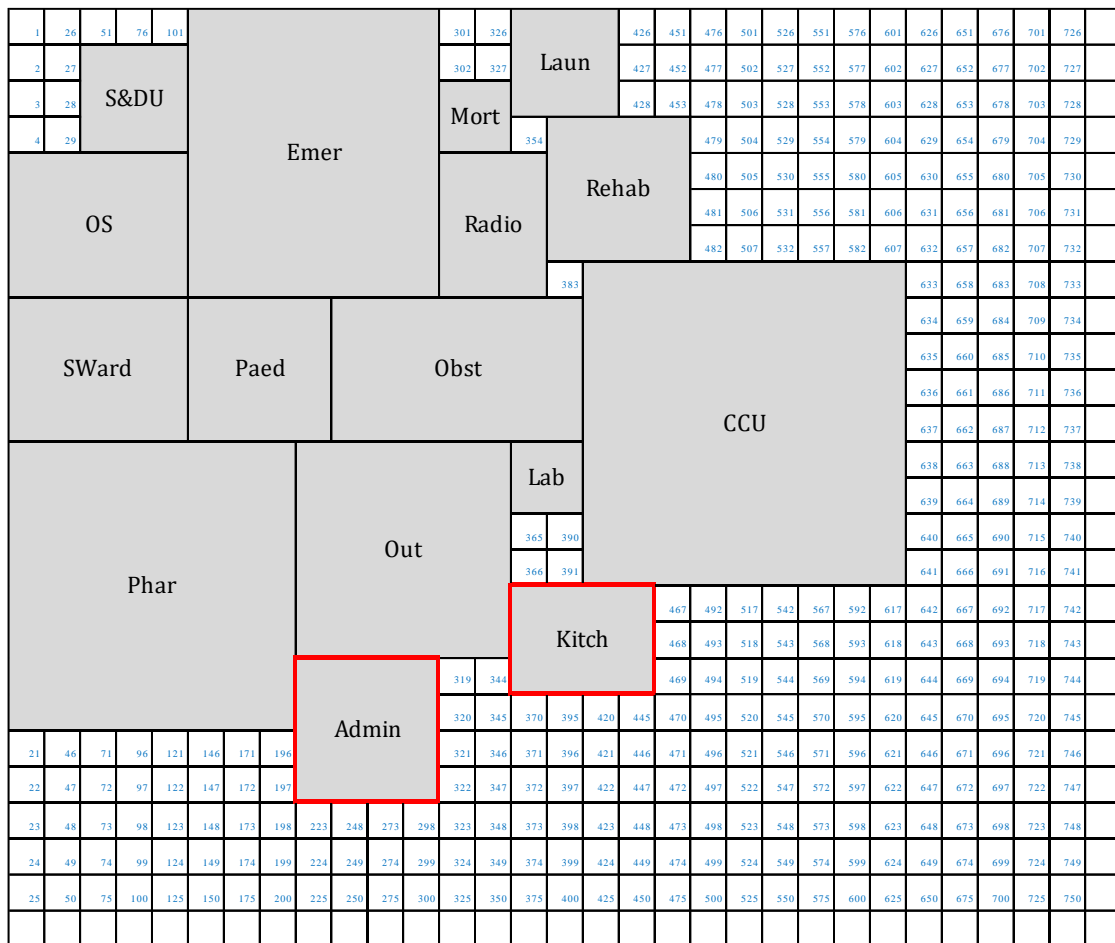 1 26 51 76 101 301 326 426 451 476 501 526 551 576 601 626 651 676 701 726
Laun
2 27 302 327 427 452 477 502 527 552 577 602 627 652 677 702 727
S&DU
3 28 428 453 478 503 528 553 578 603 628 653 678 703 728
Mort
4 29 354 479 504 529 554 579 604 629 654 679 704 729
Emer
480 505 530 555 580 605 630 655 680 705 730
Rehab
481 506 531 556 581 606 631 656 681 706 731
OS Radio
482 507 532 557 582 607 632 657 682 707 732
383 633 658 683 708 733
634 659 684 709 734
635 660 685 710 735
SWard Paed Obst
636 661 686 711 736
637 662 687 712 737
CCU
638 663 688 713 738
Lab
639 664 689 714 739
365 390 640 665 690 715 740
Out
366 391 641 666 691 716 741
Phar
467 492 517 542 567 592 617 642 667 692 717 742
Kitch
468 493 518 543 568 593 618 643 668 693 718 743
319 344 469 494 519 544 569 594 619 644 669 694 719 744
320 345 370 395 420 445 470 495 520 545 570 595 620 645 670 695 720 745
Admin
21 46 71 96 121 146 171 196 321 346 371 396 421 446 471 496 521 546 571 596 621 646 671 696 721 746
22 47 72 97 122 147 172 197 322 347 372 397 422 447 472 497 522 547 572 597 622 647 672 697 722 747
23 48 73 98 123 148 173 198 223 248 273 298 323 348 373 398 423 448 473 498 523 548 573 598 623 648 673 698 723 748
24 49 74 99 124 149 174 199 224 249 274 299 324 349 374 399 424 449 474 499 524 549 574 599 624 649 674 699 724 749
25 50 75 100 125 150 175 200 225 250 275 300 325 350 375 400 425 450 475 500 525 550 575 600 625 650 675 700 725 750